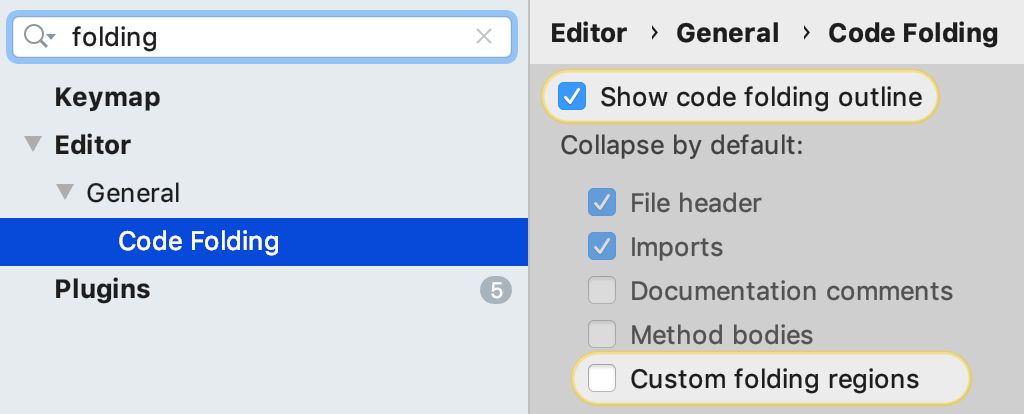 folding
Keymap
Editor
General
Code Folding
Plugins 5
Editor › General › Code Folding
Show code folding outline
Collapse by default:
File header
Imports
Documentation comments
Method bodies
Custom folding regions